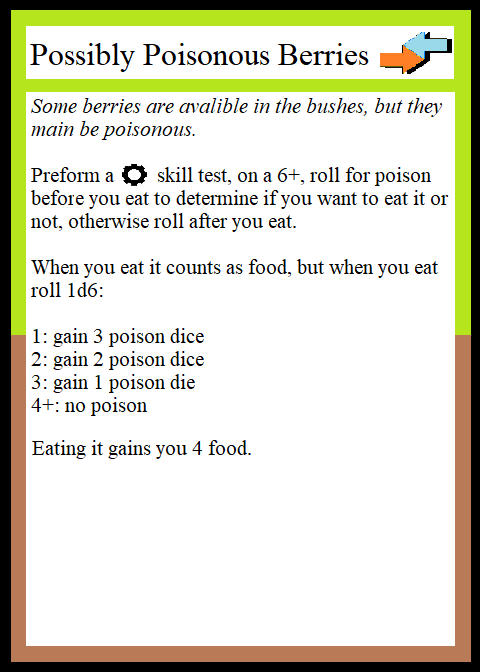 Possibly Poisonous Berries
Some berries are avalible in the bushes, but they
main be poisonous.
Preform a skill test, on a 6+, roll for poison
before you eat to determine if you want to eat it or
not, otherwise roll after you eat.
When you eat it counts as food, but when you eat
roll 1d6:
1: gain 3 poison dice
2: gain 2 poison dice
3: gain 1 poison die
4+: no poison
Eating it gains you 4 food.